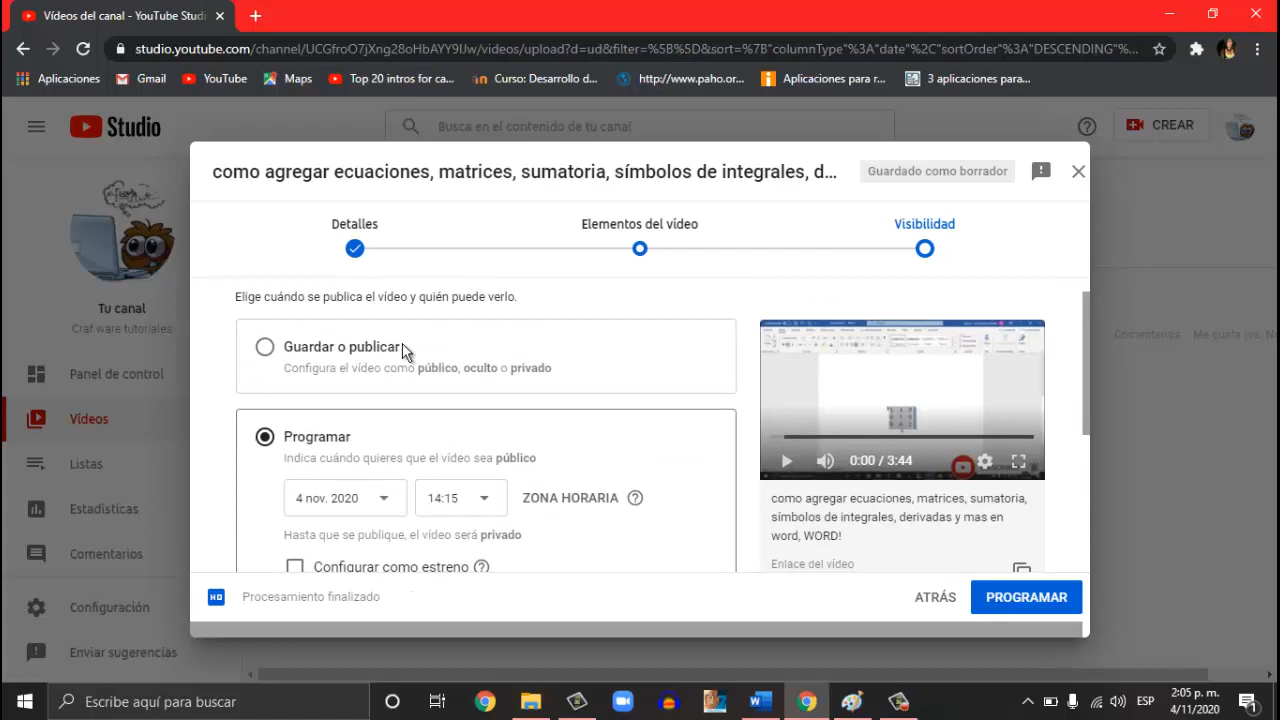 Vídeos del canal - YouTube Studi
studio.youtube.com/channel/UCGfroO7jXng28oHbAYY9Uw/videos/upload?d=ud&filter=%5B%5D&sort=%7B"columnType"%3A"date"%2C"sortOrder"%3A"DESCENDING"%...
Aplicaciones Gmail YouTube Maps Top 20 intros for ca... Curso: Desarrollo d... http://www.paho.or... Aplicaciones para r... 3 aplicaciones para...
Studio Busca en el contenido de tu canal CREAR
como agregar ecuaciones, matrices, sumatoria, símbolos de integrales, d... Guardado como borrador
Detalles Elementos del vídeo Visibilidad
Elige cuándo se publica el vídeo y quién puede verlo.
Guardar o publicar
Configura el vídeo como público, oculto o privado
Programar
Indica cuándo quieres que el vídeo sea público
4 nov. 2020 14:15 ZONA HORARIA
Hasta que se publique, el vídeo será privado
Configurar como estreno
0:00 / 3:44
como agregar ecuaciones, matrices, sumatoria,
símbolos de integrales, derivadas y mas en
word, WORD!
Enlace del vídeo
HD Procesamiento finalizado ATRÁS PROGRAMAR
Tu canal
Craf ware tutoriales
Panel de control
Vídeos
Listas
Estadísticas
Comentarios
Configuración
Enviar sugerencias
Comentarios Me gusta (vs. No
Escribe aquí para buscar
ESP
2:05 p. m.
4/11/2020
1